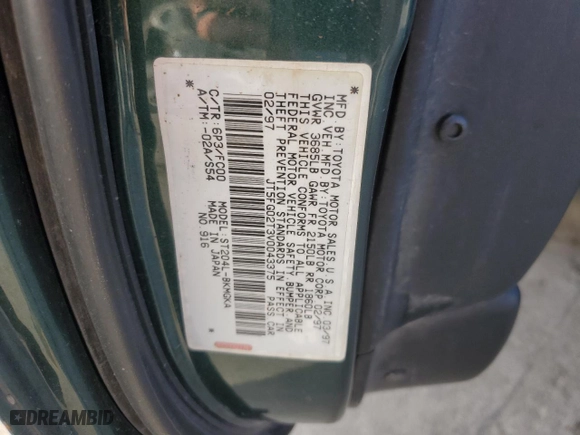 MFD.BY:TOYOTA MOTOR SALES,U.S.A.,INC.03/97
INC.VEH.MFD.BY:TOYOTA MOTOR CORP.02/97
GVWR 3685LB GAWR FR 2150LB RR 1960LB
THIS VEHICLE CONFORMS TO ALL APPLICABLE
FEDERAL MOTOR VEHICLE SAFETY,BUMPER AND
THEFT PREVENTION STANDARDS IN EFFECT
02/97 JT5FG02T3V0043375 PASS CAR
C/TR:6P3/FC00 MODEL:ST204L-BKMGKA
A/TM:-02A/S54 MADE IN JAPAN
NO 916
DREAMBID